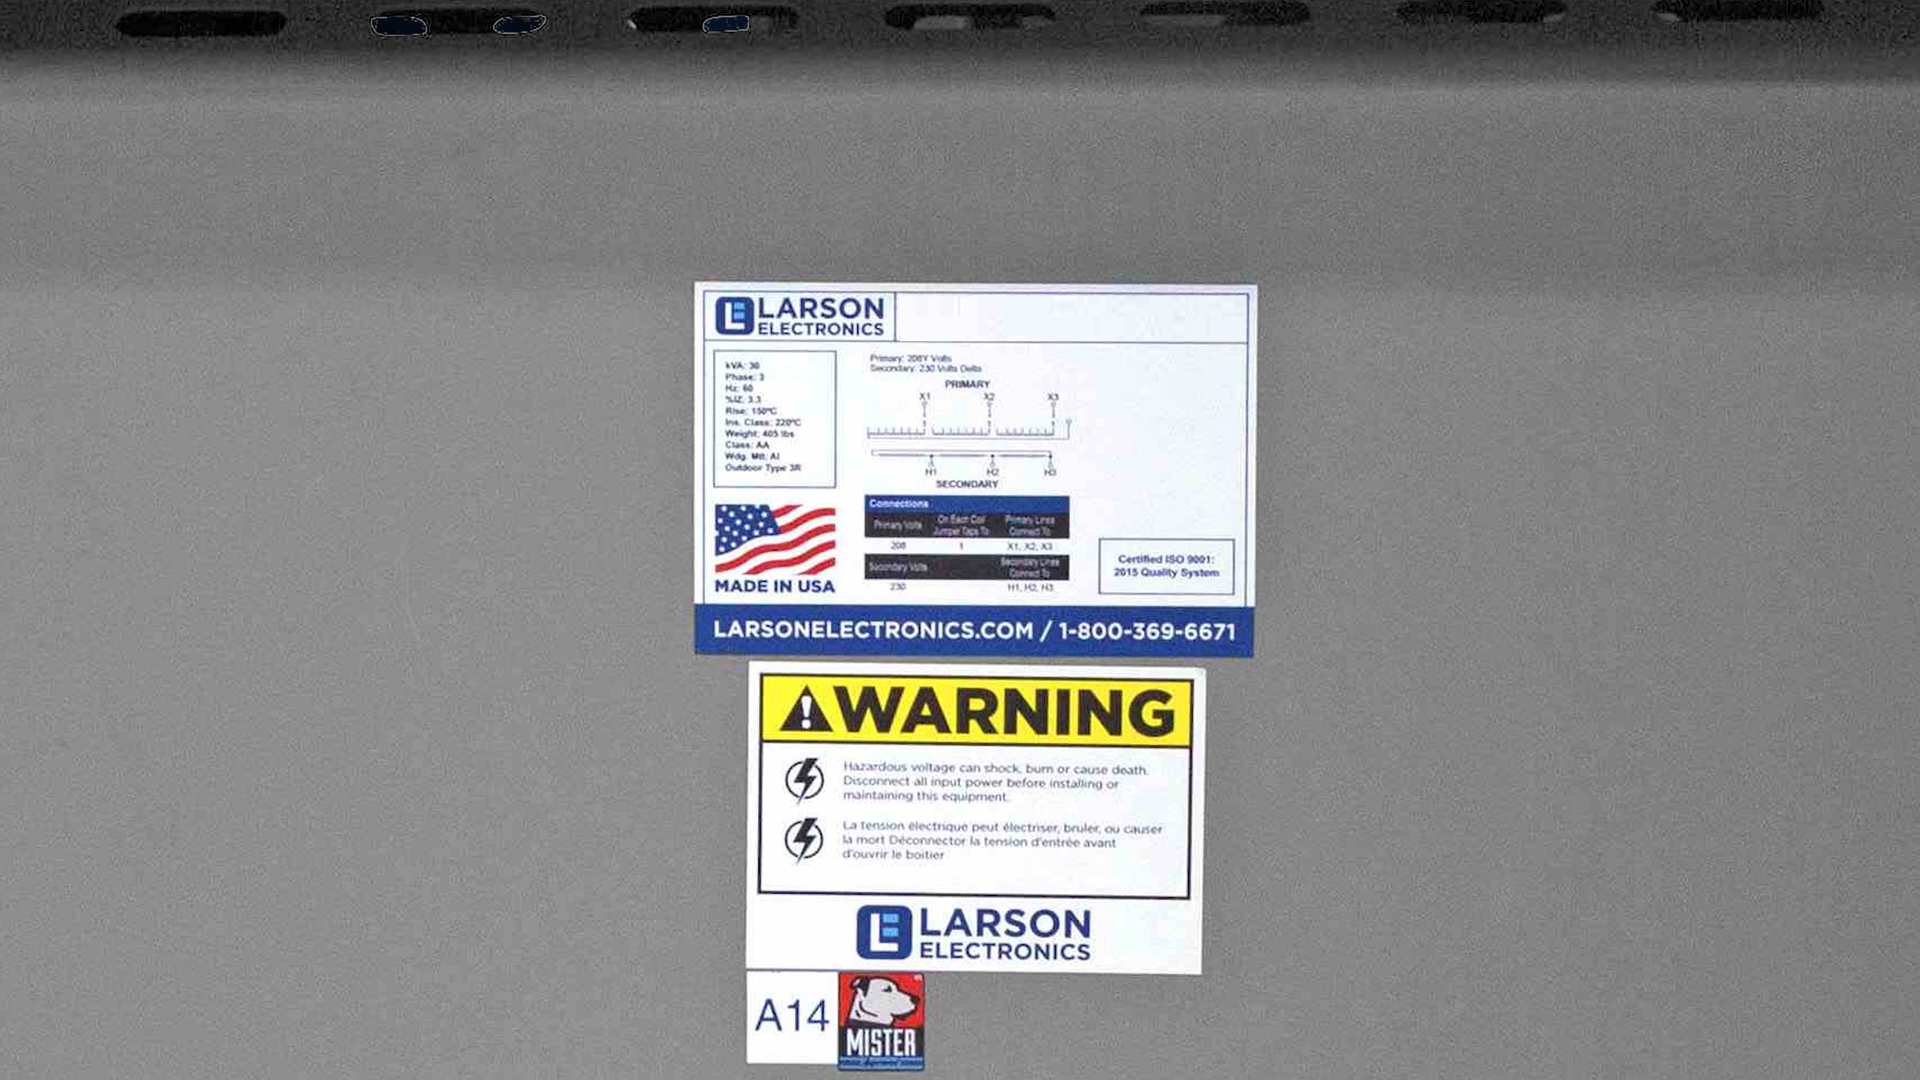 LARSON
ELECTRONICS
kVA: 30
Phase: 3
Hz: 60
%IZ: 3.3
Rise: 150ºC
Ins. Class: 220ºC
Weight: 405 lbs
Class: AA
Wdg. Mtl: Al
Outdoor Type 3R
Primary: 208Y Volts
Secondary: 230 Volts Delta
PRIMARY
X1 X2 X3
H1 H2 H3
SECONDARY
Connections
Primary Volts On Each Coil Jumper Taps To Primary Lines Connect To
208 1 X1, X2, X3
Secondary Volts Secondary Lines Connect To
230 H1, H2, H3
MADE IN USA
Certified ISO 9001:
2015 Quality System
LARSONELECTRONICS.COM / 1-800-369-6671
WARNING
Hazardous voltage can shock, burn or cause death.
Disconnect all input power before installing or
maintaining this equipment.
La tension électrique peut électriser, bruler, ou causer
la mort Déconnector la tension d'entrée avant
d'ouvrir le boitier
LARSON
ELECTRONICS
A14
MISTER